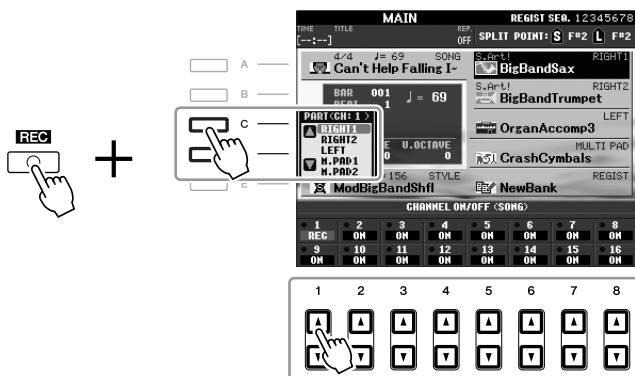 MAIN
REGIST SEQ. 12345678
TIME TITLE REP.
[--:--] OFF
SPLIT POINT: S F#2 L F#2
4/4 ♩= 69 SONG
Can't Help Falling I~
S.Art! RIGHT1
BigBandSax
BAR 001
BEAT 1
♩= 69
S.Art! RIGHT2
BigBandTrumpet
PART(CH: 1 )
RIGHT1
RIGHT2
LEFT
M.PAD1
M.PAD2
E U.OCTAVE
0 0
LEFT
OrganAccomp3
MULTI PAD
CrashCymbals
156 STYLE
ModBigBandShfl
REGIST
NewBank
CHANNEL ON/OFF (SONG)
1 2 3 4 5 6 7 8
REC ON ON ON ON ON ON ON
9 10 11 12 13 14 15 16
ON ON ON ON ON ON ON ON
A
B
C
E
REC
1 2 3 4 5 6 7 8